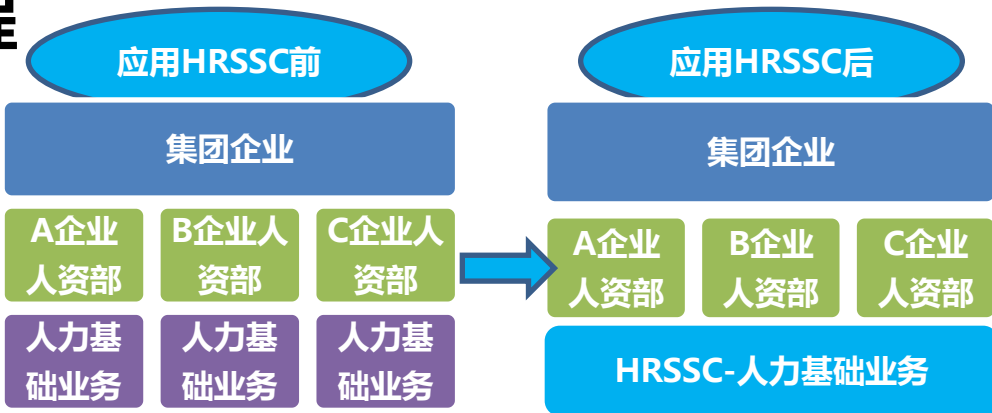 应用HRSSC前
应用HRSSC后
集团企业
集团企业
A企业
人资部
B企业人
资部
C企业人
资部
A企业
人资部
B企业
人资部
C企业
人资部
人力基
础业务
人力基
础业务
人力基
础业务
HRSSC-人力基础业务